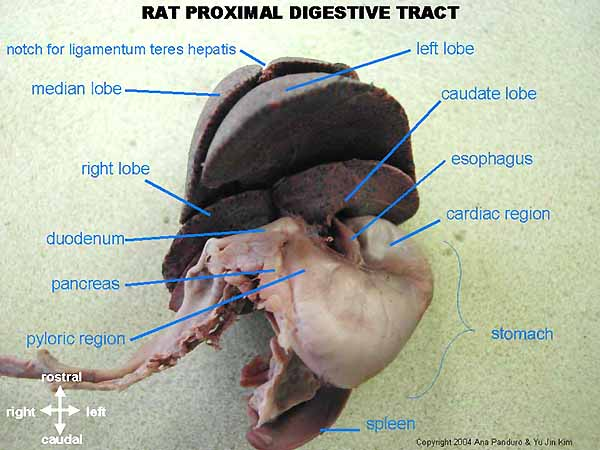 RAT PROXIMAL DIGESTIVE TRACT
notch for ligamentum teres hepatis
left lobe
median lobe
caudate lobe
esophagus
right lobe
cardiac region
duodenum
pancreas
pyloric region
stomach
rostral
right left
caudal
spleen
Copyright 2004 Ana Panduro & Yu Jin Kim